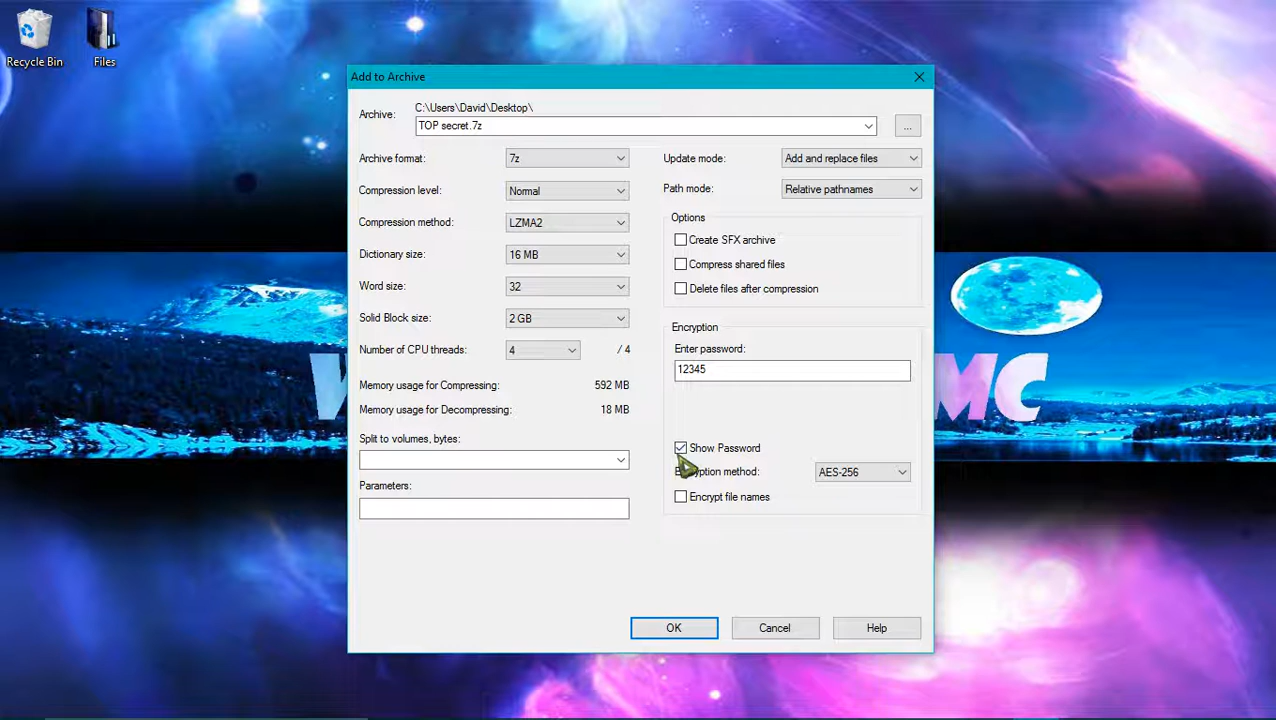 Recycle Bin
Files
Add to Archive
Archive:
C:\Users\David\Desktop\
TOP secret.7z
...
Archive format:
7z
Compression level:
Normal
Compression method:
LZMA2
Dictionary size:
16 MB
Word size:
32
Solid Block size:
2 GB
Number of CPU threads:
4
/ 4
Memory usage for Compressing:
592 MB
Memory usage for Decompressing:
18 MB
Split to volumes, bytes:
Parameters:
Update mode:
Add and replace files
Path mode:
Relative pathnames
Options
Create SFX archive
Compress shared files
Delete files after compression
Encryption
Enter password:
12345
Show Password
method:
AES-256
Encrypt file names
OK
Cancel
Help
MC